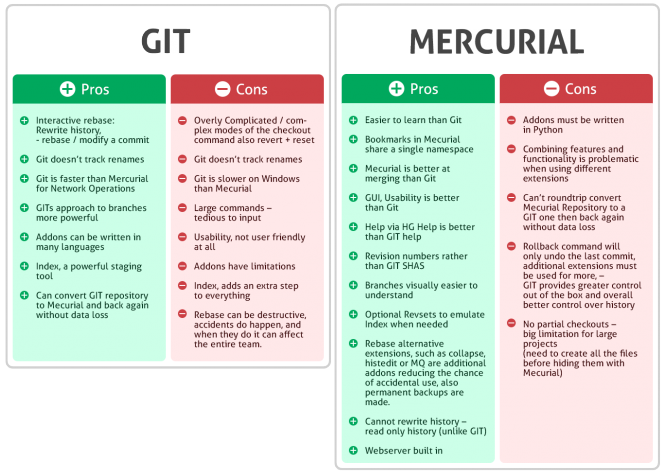 GIT
Pros
Interactive rebase:
Rewrite history,
- rebase / modify a commit
Git doesn't track renames
Git is faster than Mercurial
for Network Operations
GITs approach to branches
more powerful
Addons can be written in
many languages
Index, a powerful staging
tool
Can convert GIT repository
to Mecurial and back again
without data loss
Cons
Overly Complicated / com-
plex modes of the checkout
command also revert + reset
Git doesn't track renames
Git is slower on Windows
than Mecurial
Large commands –
tedious to input
Usability, not user friendly
at all
Addons have limitations
Index, adds an extra step
to everything
Rebase can be destructive,
accidents do happen, and
when they do it can affect
the entire team.
MERCURIAL
Pros
Easier to learn than Git
Bookmarks in Mecurial
share a single namespace
Mecurial is better at
merging than Git
GUI, Usability is better
than Git
Help via HG Help is better
than GIT help
Revision numbers rather
than GIT SHAS
Branches visually easier to
understand
Optional Revsets to emulate
Index when needed
Rebase alternative
extensions, such as collapse,
histedit or MQ are additional
addons reducing the chance
of accidental use, also
permanent backups are
made.
Cannot rewrite history –
read only history (unlike GIT)
Webserver built in
Cons
Addons must be written
in Python
Combining features and
functionality is problematic
when using different
extensions
Can't roundtrip convert
Mecurial Repository to a
GIT one then back again
without data loss
Rollback command will
only undo the last commit,
additional extensions must
be used for more, –
GIT provides greater control
out of the box and overall
better control over history
No partial checkouts –
big limitation for large
projects
(need to create all the files
before hiding them with
Mecurial)